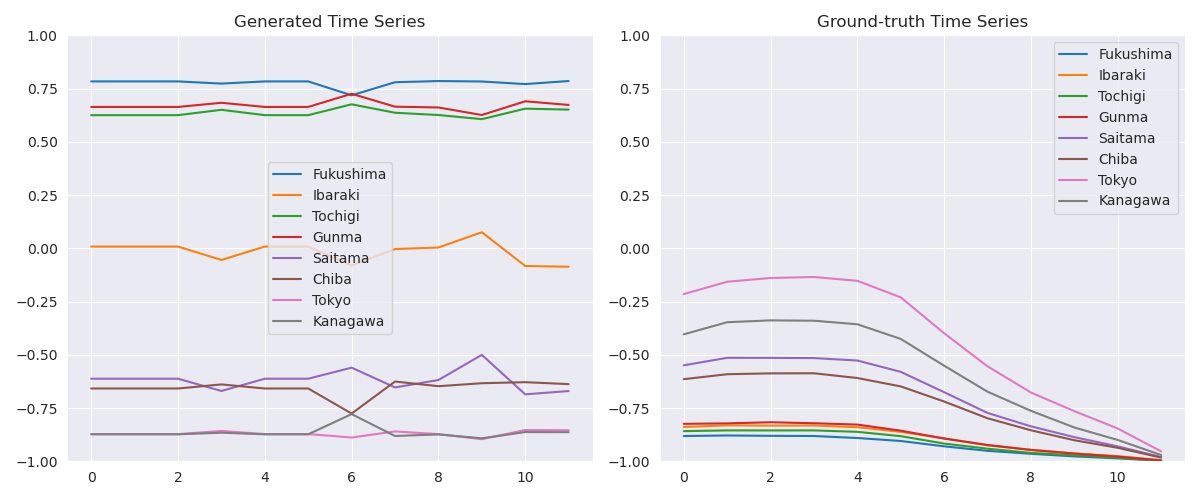 Generated Time Series
1.00
0.75
0.50
0.25
0.00
−0.25
−0.50
−0.75
−1.00
0 2 4 6 8 10
Fukushima
Ibaraki
Tochigi
Gunma
Saitama
Chiba
Tokyo
Kanagawa
Ground-truth Time Series
1.00
0.75
0.50
0.25
0.00
−0.25
−0.50
−0.75
−1.00
0 2 4 6 8 10
Fukushima
Ibaraki
Tochigi
Gunma
Saitama
Chiba
Tokyo
Kanagawa